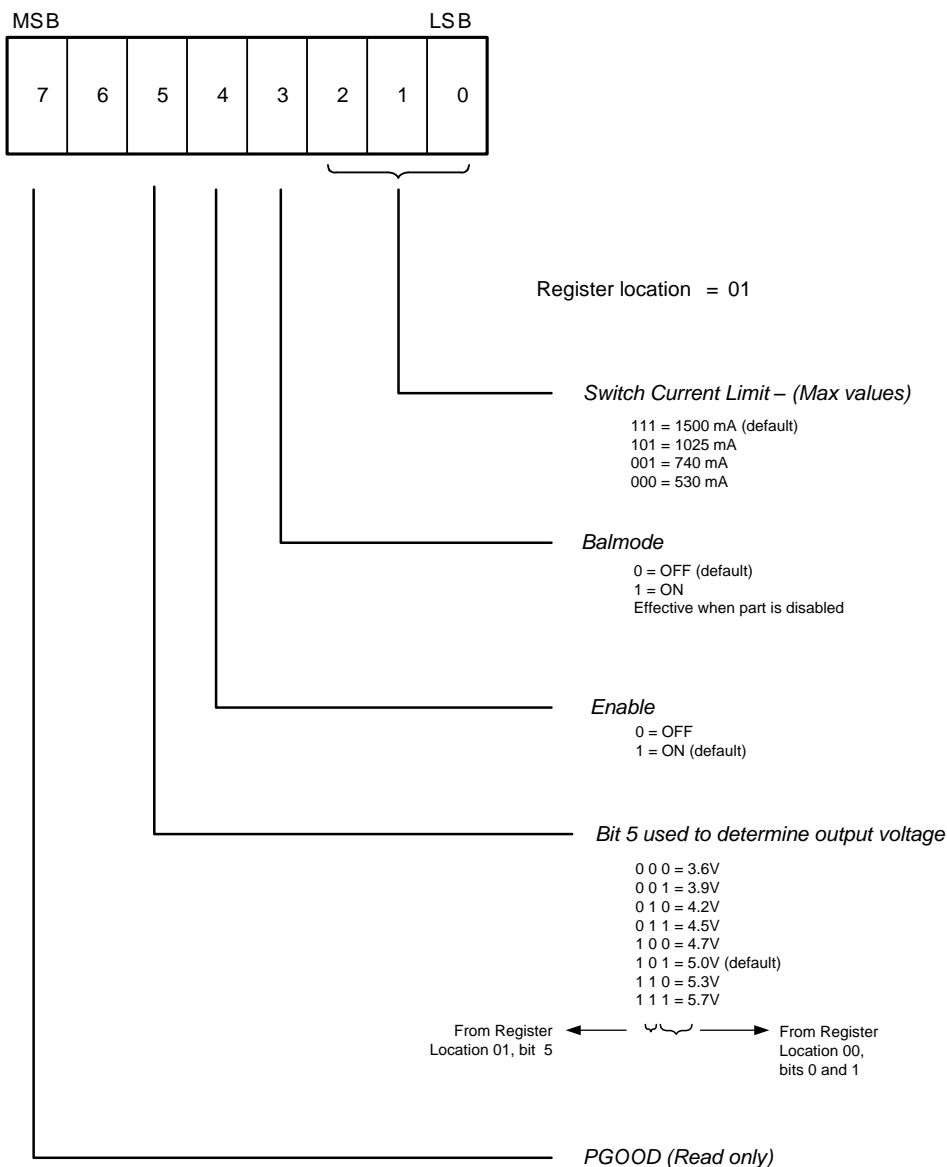 MSB LSB
7 6 5 4 3 2 1 0
Register location = 01
Switch Current Limit – (Max values)
111 = 1500 mA (default)
101 = 1025 mA
001 = 740 mA
000 = 530 mA
Balmode
0 = OFF (default)
1 = ON
Effective when part is disabled
Enable
0 = OFF
1 = ON (default)
Bit 5 used to determine output voltage
0 0 0 = 3.6V
0 0 1 = 3.9V
0 1 0 = 4.2V
0 1 1 = 4.5V
1 0 0 = 4.7V
1 0 1 = 5.0V (default)
1 1 0 = 5.3V
1 1 1 = 5.7V
From Register
Location 01, bit 5
From Register
Location 00,
bits 0 and 1
PGOOD (Read only)